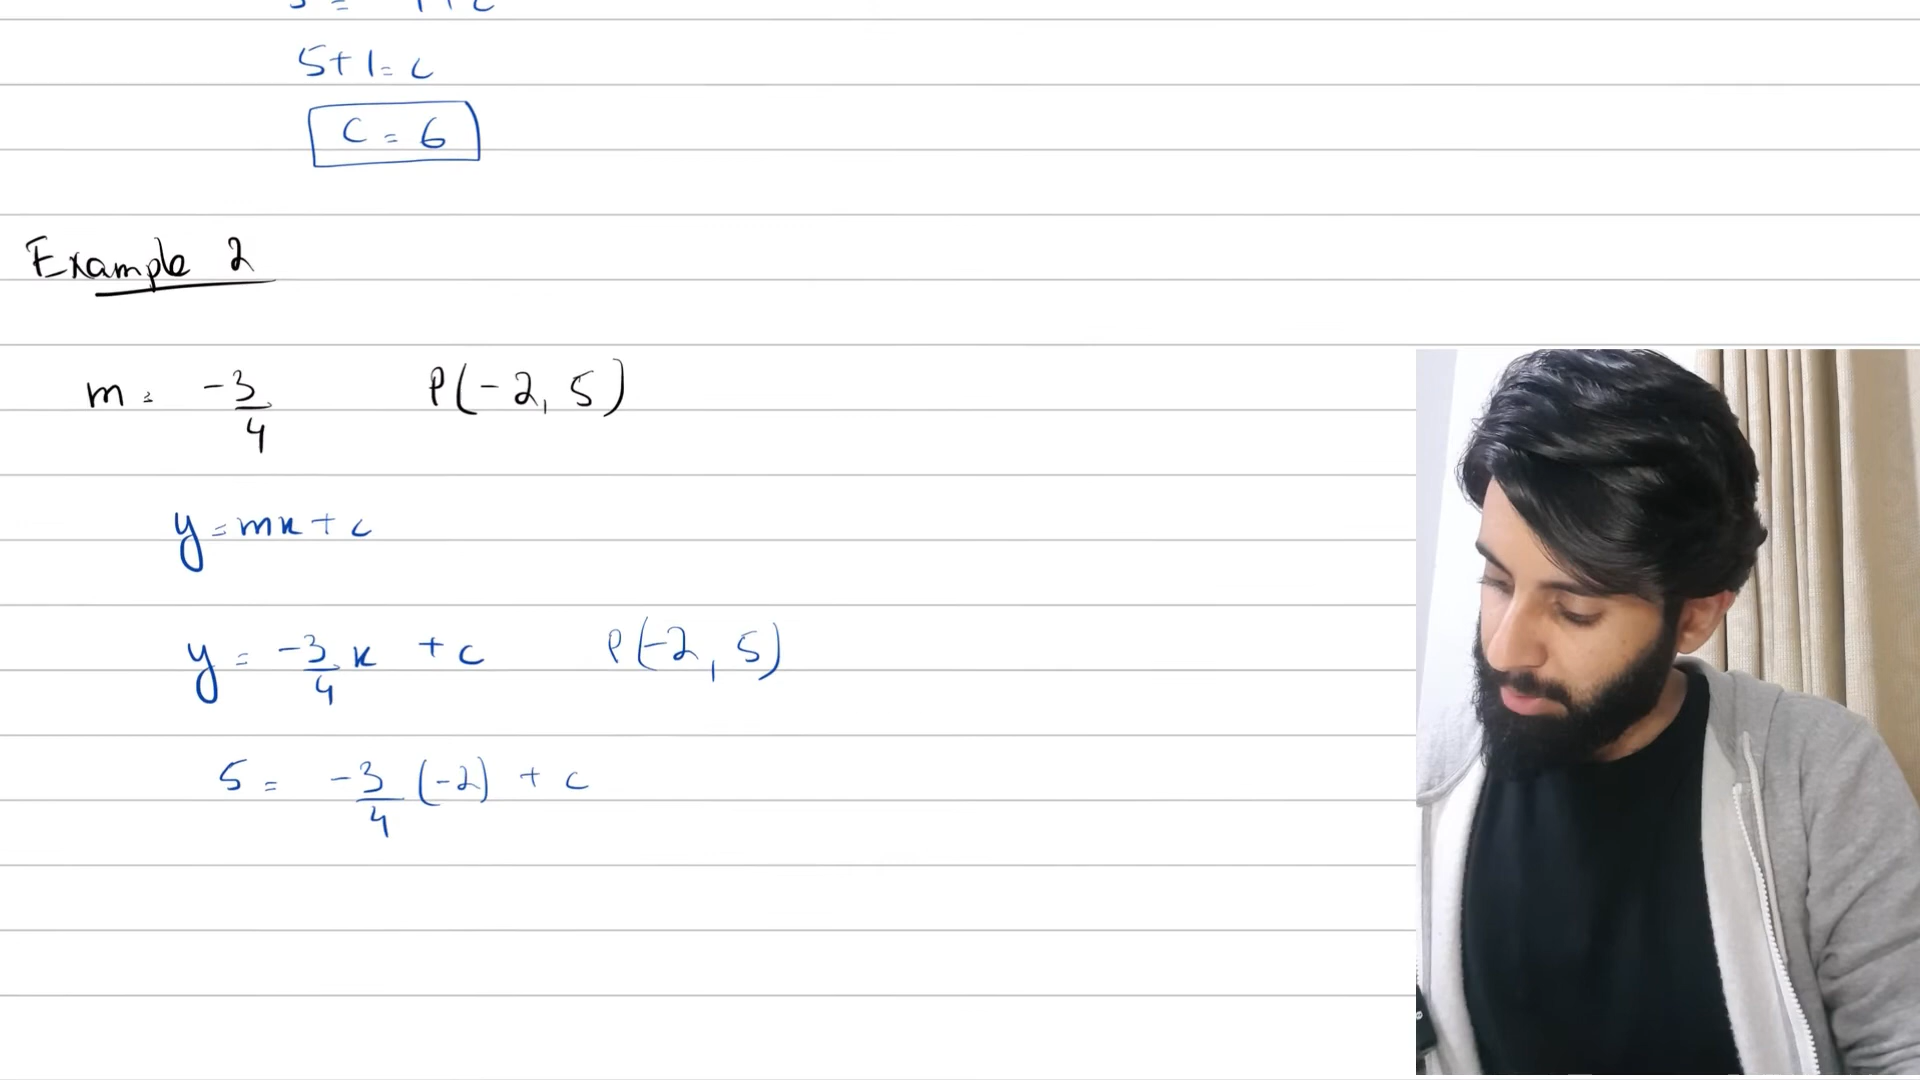 5+1=c
c=6
Example 2
m = -3/4 P(-2, 5)
y=mx+c
y = -3/4 x + c P(-2, 5)
5 = -3/4 (-2) + c